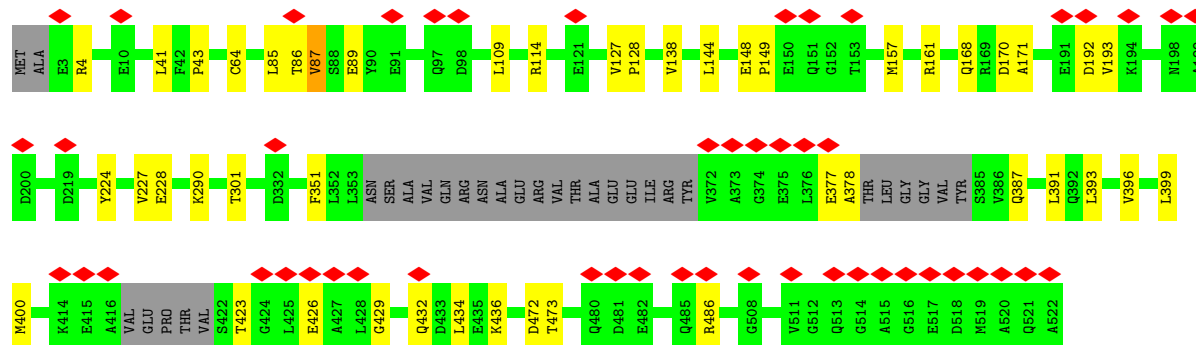 MET ALA E3 R4 E10 L41 F42 P43 C64 L85 T86 V87 S88 E89 Y90 E91 Q97 D98 L109 R114 E121 V127 P128 V138 L144 E148 P149 E150 Q151 G152 T153 M157 R161 Q168 R169 D170 A171 E191 D192 V193 K194 N198
D200 D219 Y224 V227 E228 K290 T301 D332 F351 L352 L353 ASN SER ALA VAL GLN ARG ASN ALA GLU ARG VAL THR ALA GLU GLU ILE ARG TYR V372 A373 G374 E375 L376 E377 A378 THR LEU GLY GLY VAL TYR S385 V386 Q387 L391 Q392 L393 V396 L399
M400 K414 E415 A416 VAL GLU PRO THR VAL S422 T423 G424 L425 E426 A427 L428 G429 Q432 D433 L434 E435 K436 D472 T473 Q480 D481 E482 Q485 R486 G508 V511 G512 Q513 G514 A515 G516 E517 D518 M519 A520 Q521 A522